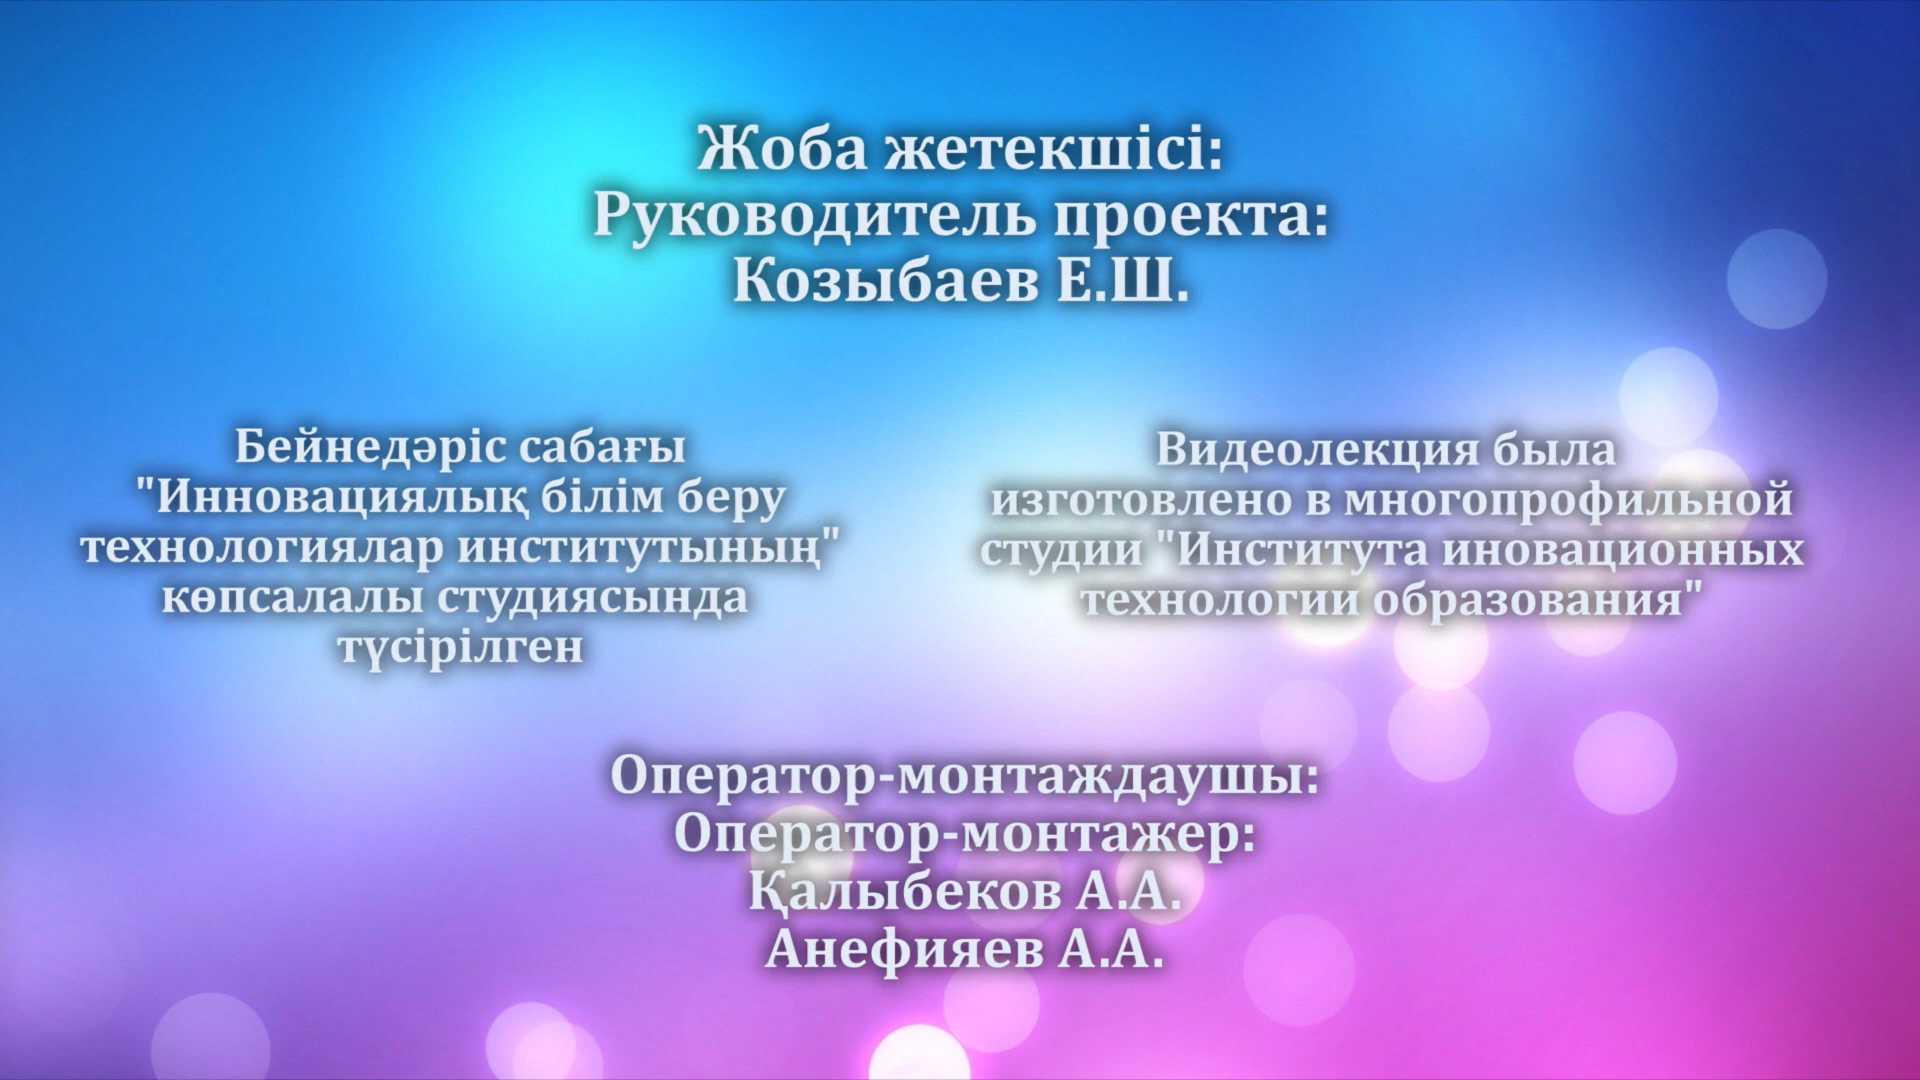 Жоба жетекшісі:
Руководитель проекта:
Козыбаев Е.Ш.
Бейнедәріс сабағы
"Инновациялық білім беру
технологиялар институтының"
көпсалалы студиясында
түсірілген
Видеолекция была
изготовлено в многопрофильной
студии "Института иновационных
технологии образования"
Оператор-монтаждаушы:
Оператор-монтажер:
Қалыбеков А.А.
Анефияев А.А.